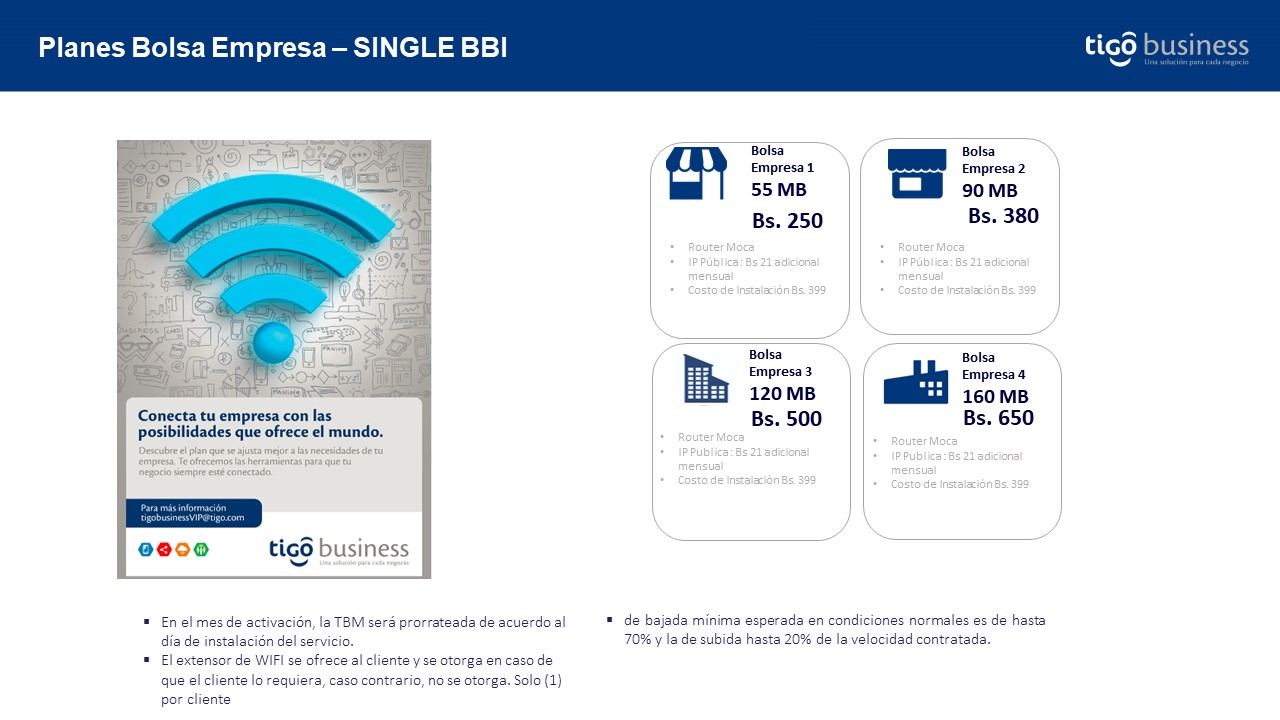 Planes Bolsa Empresa – SINGLE BBI
tigo business
Una solución para cada negocio
BUSINESS
PlANiNG
PlANiNG
Conecta tu empresa con las
posibilidades que ofrece el mundo.
Descubre el plan que se ajusta mejor a las necesidades de tu
empresa. Te ofrecemos las herramientas para que tu
negocio siempre esté conectado.
Para más información
tigobusinessVIP@tigo.com
tigo business
Una solución para cada negocio
Bolsa
Empresa 1
55 MB
Bs. 250
• Router Moca
• IP Pública: Bs 21 adicional
mensual
• Costo de Instalación Bs. 399
Bolsa
Empresa 2
90 MB
Bs. 380
• Router Moca
• IP Pública: Bs 21 adicional
mensual
• Costo de Instalación Bs. 399
Bolsa
Empresa 3
120 MB
Bs. 500
• Router Moca
• IP Publica: Bs 21 adicional
mensual
• Costo de Instalación Bs. 399
Bolsa
Empresa 4
160 MB
Bs. 650
• Router Moca
• IP Publica: Bs 21 adicional
mensual
• Costo de Instalación Bs. 399
▪ En el mes de activación, la TBM será prorrateada de acuerdo al
día de instalación del servicio.
▪ El extensor de WIFI se ofrece al cliente y se otorga en caso de
que el cliente lo requiera, caso contrario, no se otorga. Solo (1)
por cliente
▪ de bajada mínima esperada en condiciones normales es de hasta
70% y la de subida hasta 20% de la velocidad contratada.